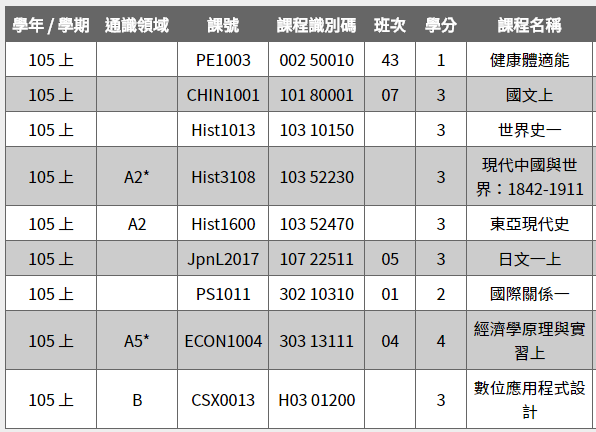 學年 / 學期 通識領域 課號 課程識別碼 班次 學分 課程名稱
105 上 PE1003 002 50010 43 1 健康體適能
105 上 CHIN1001 101 80001 07 3 國文上
105 上 Hist1013 103 10150 3 世界史一
105 上 A2* Hist3108 103 52230 3 現代中國與世
界：1842-1911
105 上 A2 Hist1600 103 52470 3 東亞現代史
105 上 JpnL2017 107 22511 05 3 日文一上
105 上 PS1011 302 10310 01 2 國際關係一
105 上 A5* ECON1004 303 13111 04 4 經濟學原理與實
習上
105 上 B CSX0013 H03 01200 3 數位應用程式設
計